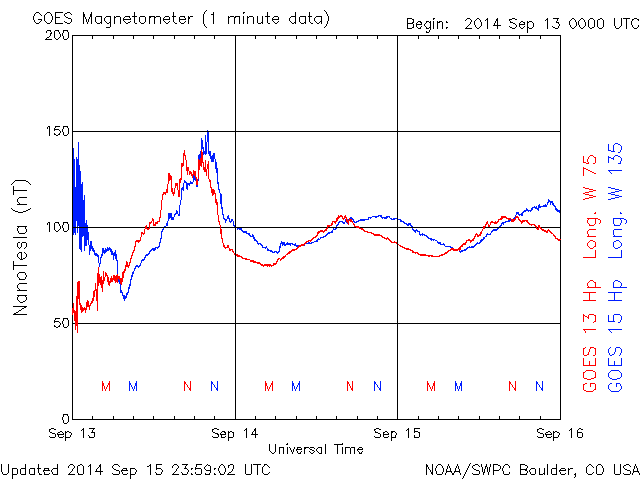 GOES Magnetometer (1 minute data)
Begin: 2014 Sep 13 0000 UTC
200
150
100
50
0
NanoTesla (nT)
M M N N M M N N M M N N
Sep 13 Sep 14 Sep 15 Sep 16
Universal Time
GOES 13 Hp Long. W 75
GOES 15 Hp Long. W 135
Updated 2014 Sep 15 23:59:02 UTC
NOAA/SWPC Boulder, CO USA